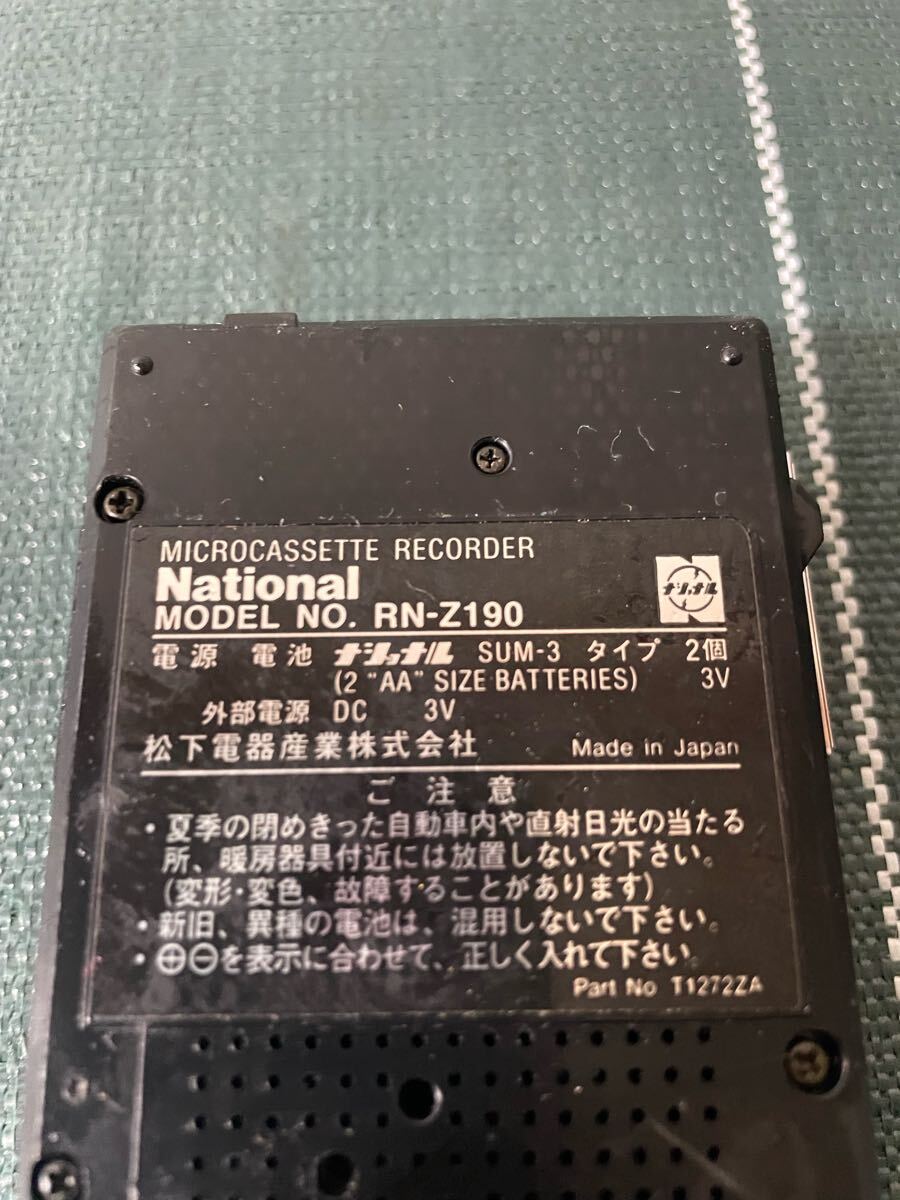 MICROCASSETTE RECORDER
National
MODEL NO. RN-Z190
ナショナル
電源 電池 ナショナル SUM-3 タイプ 2個
(2 "AA" SIZE BATTERIES) 3V
外部電源 DC 3V
松下電器産業株式会社 Made in Japan
ご注意
・夏季の閉めきった自動車内や直射日光の当たる
所、暖房器具付近には放置しないで下さい。
(変形・変色、故障することがあります)
・新旧、異種の電池は、混用しないで下さい。
・⊕⊖を表示に合わせて、正しく入れて下さい。
Part No T1272ZA